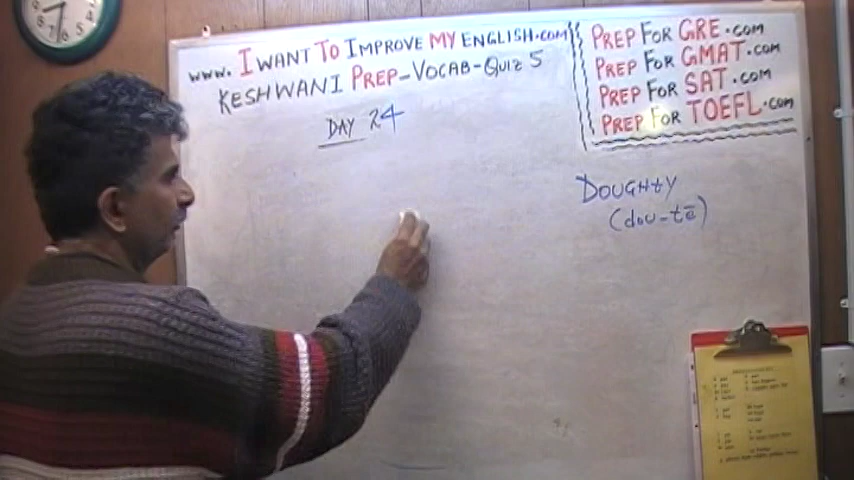 www. I WANT TO IMPROVE MY ENGLISH.COM
KESHWANI PREP-VOCAB-QUIZ 5
DAY 24
PREP FOR GRE.COM
PREP FOR GMAT.COM
PREP FOR SAT.COM
PREP FOR TOEFL.COM
DOUGHTY
(dou-tē)